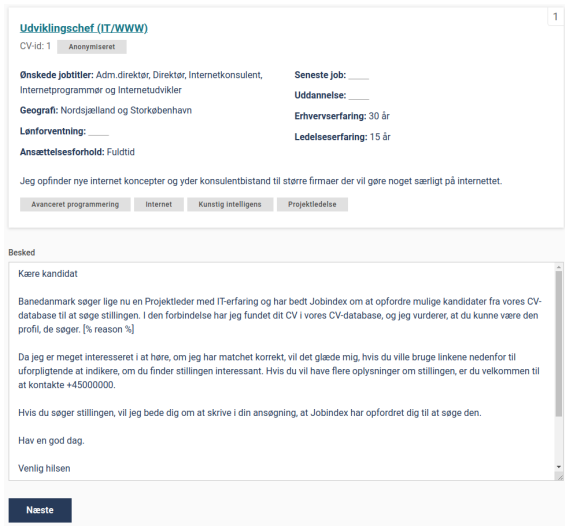 1
Udviklingschef (IT/WWW)
CV-id: 1 Anonymiseret
Ønskede jobtitler: Adm.direktør, Direktør, Internetkonsulent,
Internetprogrammør og Internetudvikler
Geografi: Nordsjælland og Storkøbenhavn
Lønforventning: ____
Ansættelsesforhold: Fuldtid
Seneste job: ____
Uddannelse: ____
Erhvervserfaring: 30 år
Ledelseserfaring: 15 år
Jeg opfinder nye internet koncepter og yder konsulentbistand til større firmaer der vil gøre noget særligt på internettet.
Avanceret programmering Internet Kunstig intelligens Projektledelse
Besked
Kære kandidat
Banedanmark søger lige nu en Projektleder med IT-erfaring og har bedt Jobindex om at opfordre mulige kandidater fra vores CV-
database til at søge stillingen. I den forbindelse har jeg fundet dit CV i vores CV-database, og jeg vurderer, at du kunne være den
profil, de søger. [% reason %]
Da jeg er meget interesseret i at høre, om jeg har matchet korrekt, vil det glæde mig, hvis du ville bruge linkene nedenfor til
uforpligtende at indikere, om du finder stillingen interessant. Hvis du vil have flere oplysninger om stillingen, er du velkommen til
at kontakte +45000000.
Hvis du søger stillingen, vil jeg bede dig om at skrive i din ansøgning, at Jobindex har opfordret dig til at søge den.
Hav en god dag.
Venlig hilsen
Næste